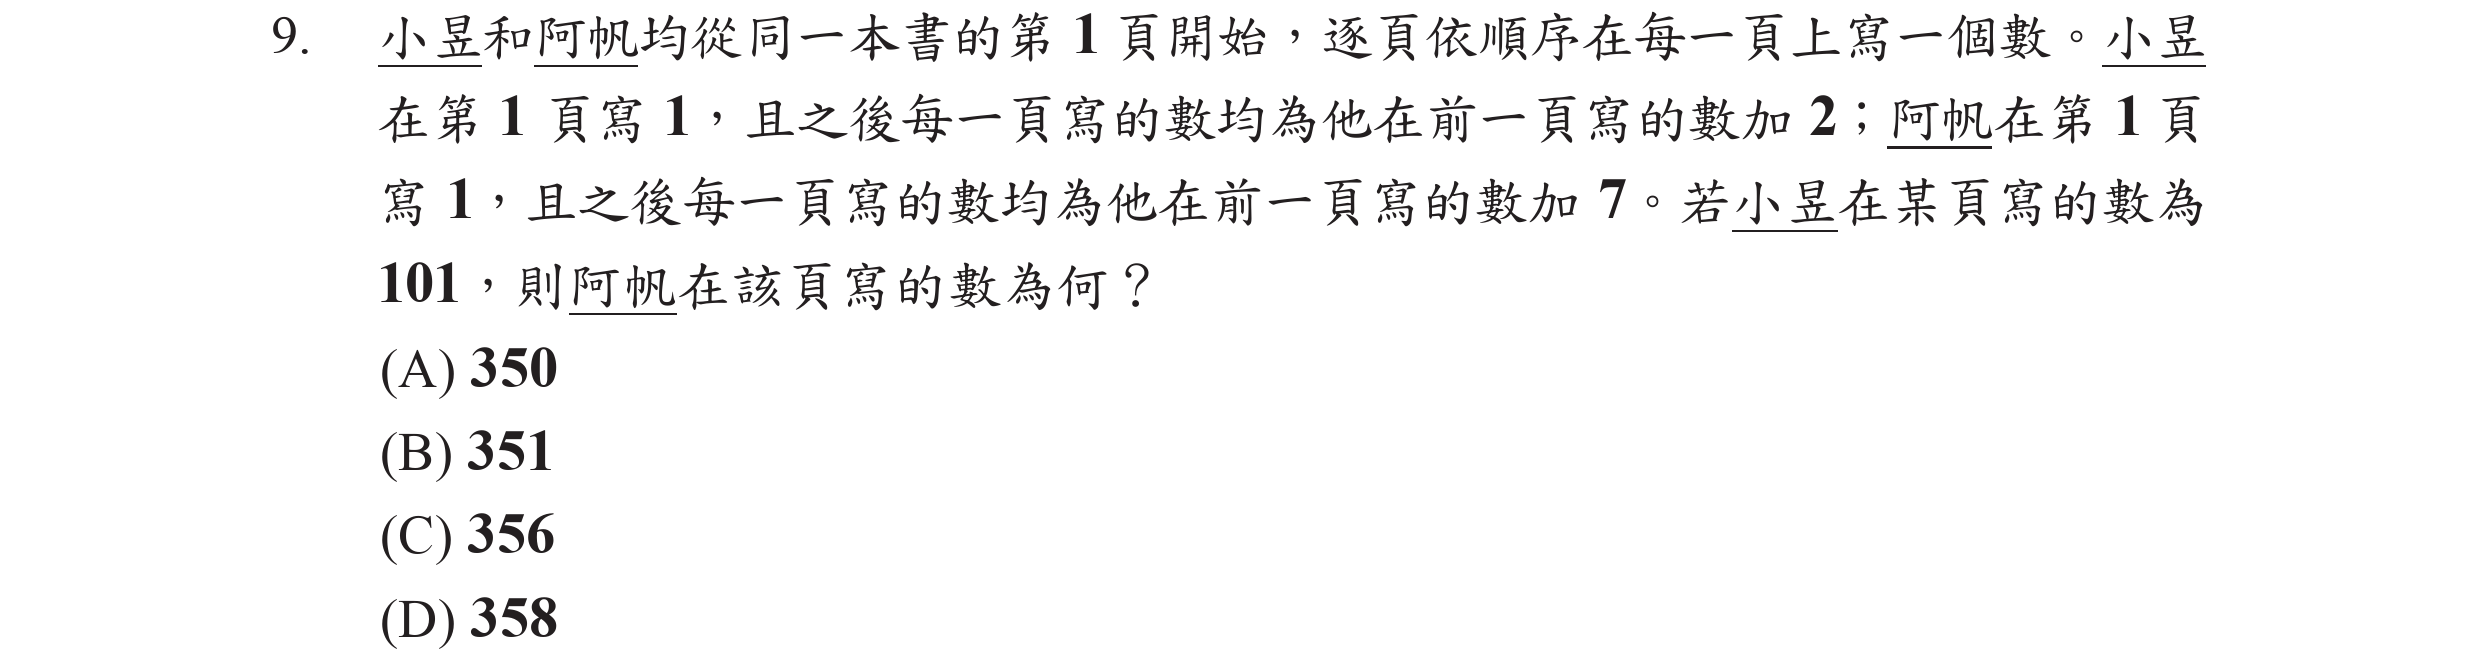 9. 小昱和阿帆均從同一本書的第 1 頁開始，逐頁依順序在每一頁上寫一個數。小昱
在第 1 頁寫 1，且之後每一頁寫的數均為他在前一頁寫的數加 2；阿帆在第 1 頁
寫 1，且之後每一頁寫的數均為他在前一頁寫的數加 7。若小昱在某頁寫的數為
101，則阿帆在該頁寫的數為何？
(A) 350
(B) 351
(C) 356
(D) 358